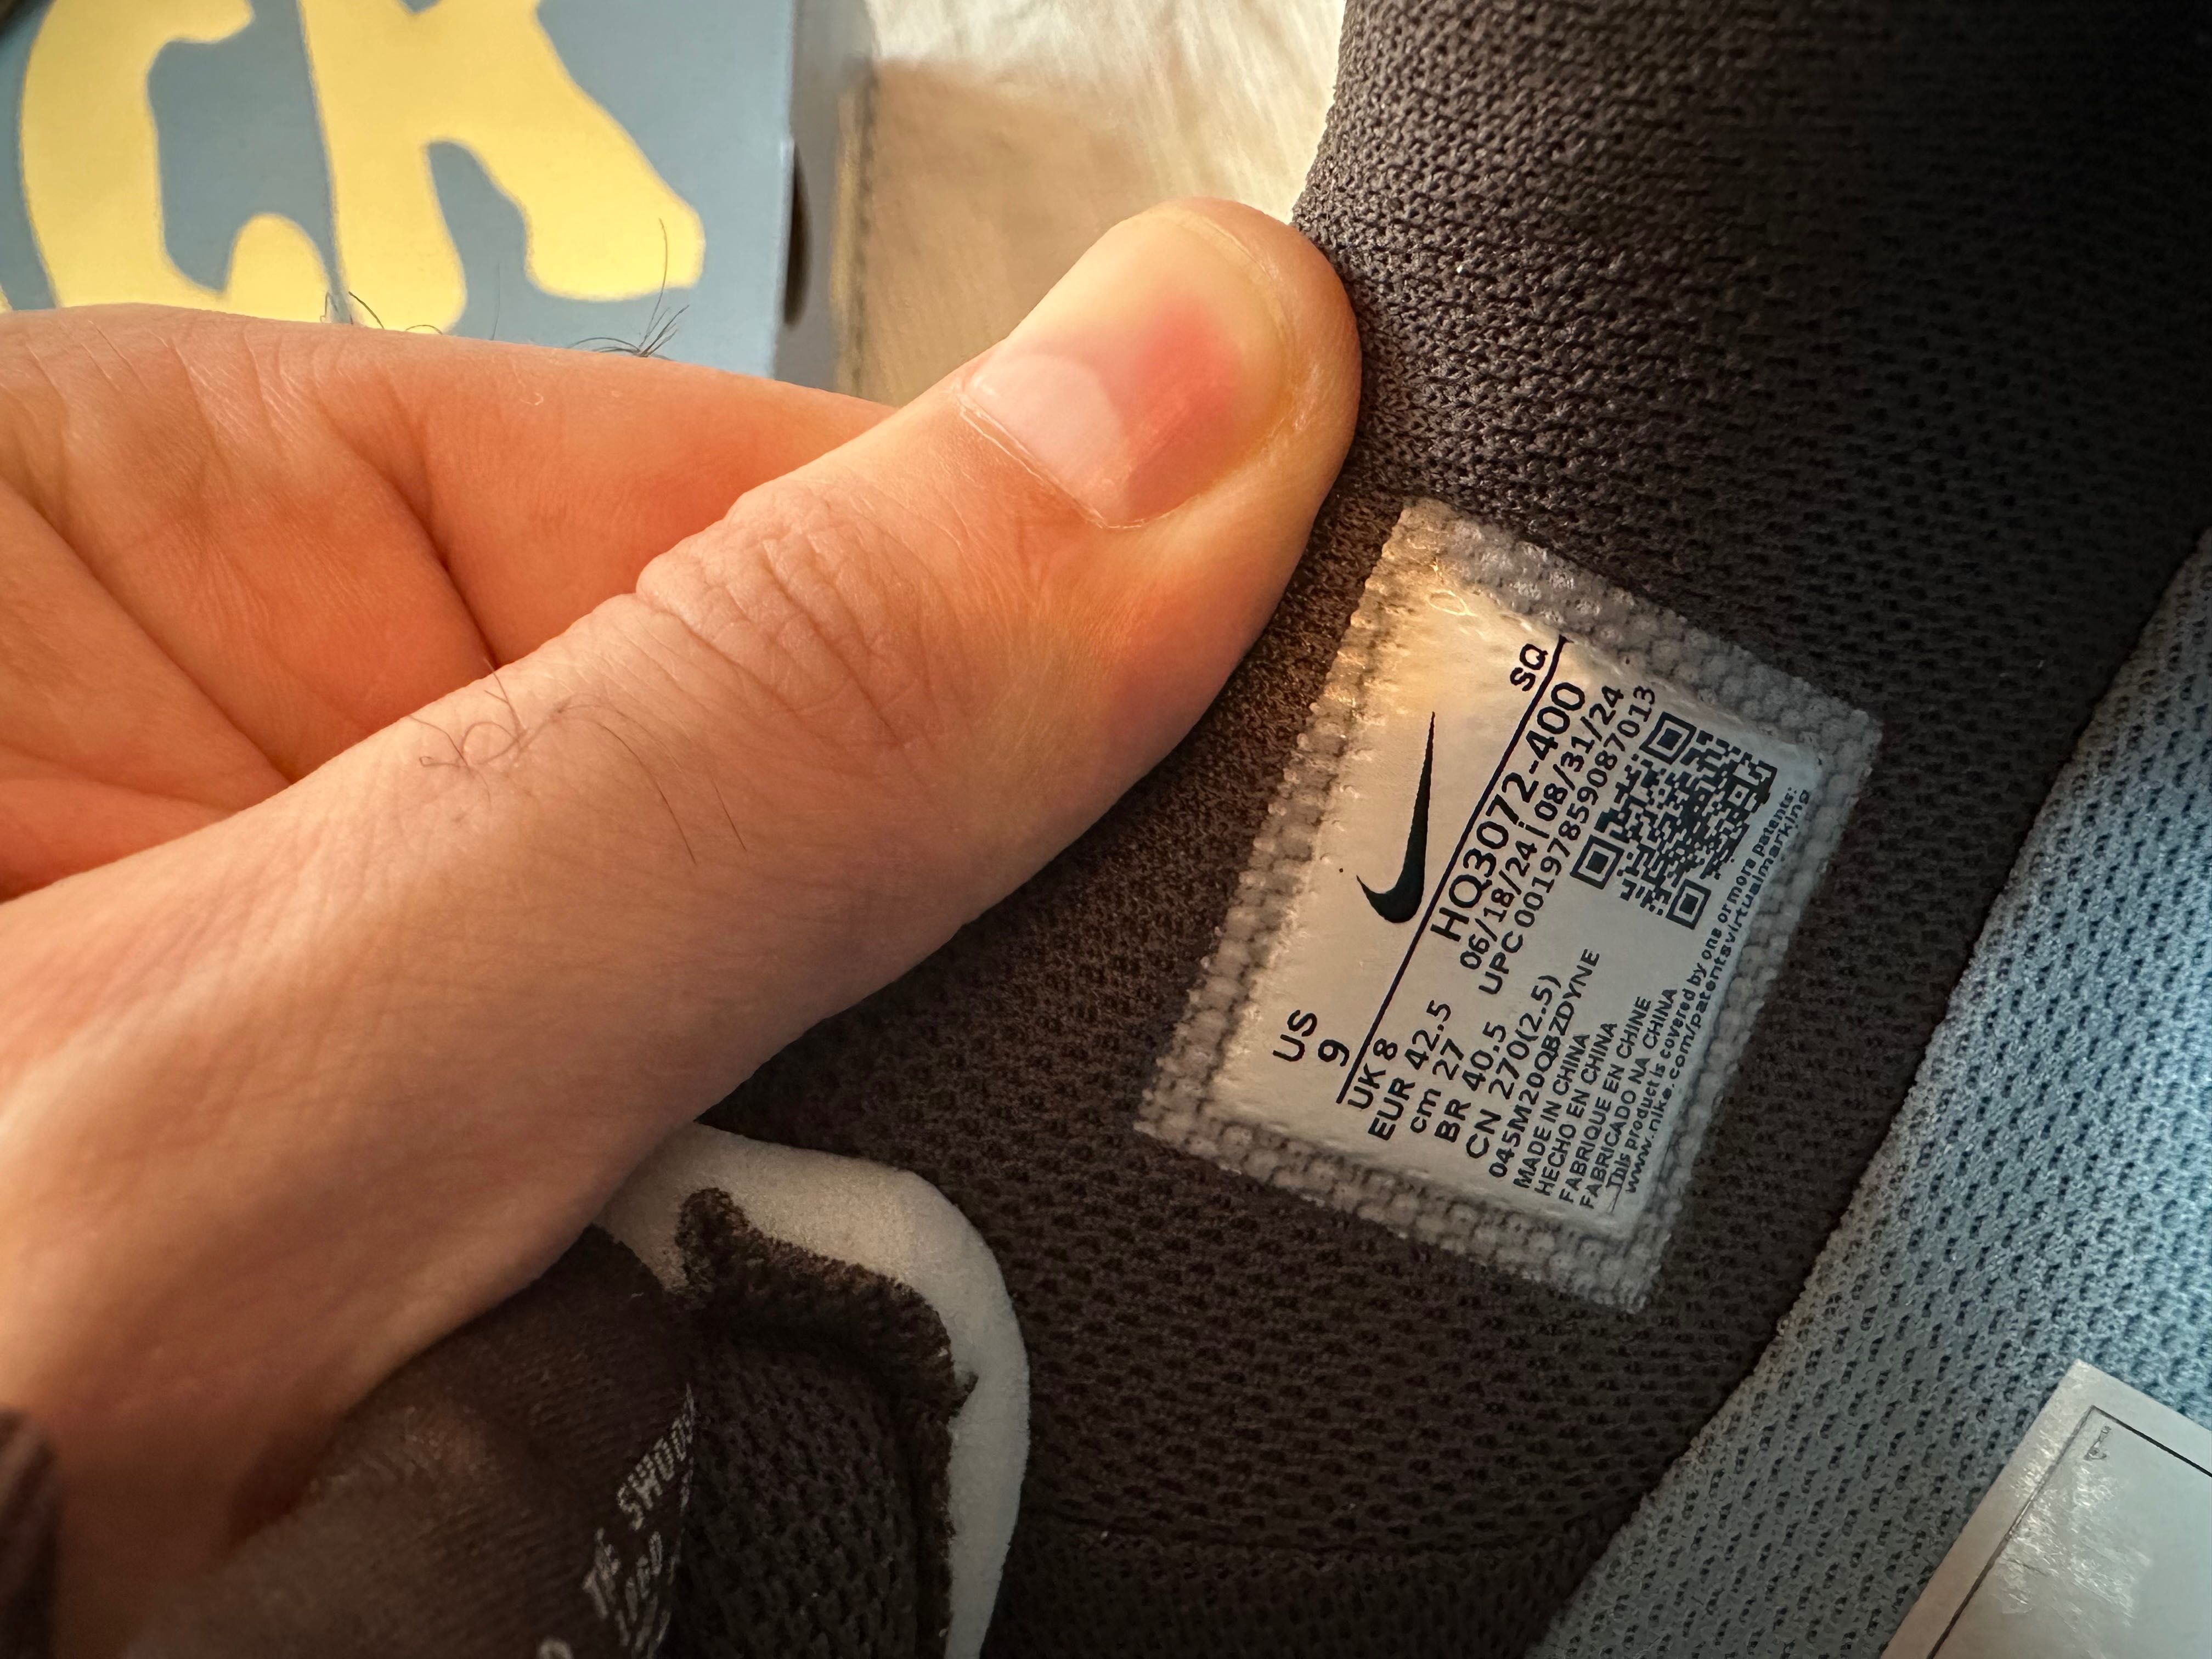 CK
US
9
SQ
UK 8
EUR 42.5
cm 27
BR 40.5
CN 270(2.5)
HQ3072-400
06/18/24 | 08/31/24
UPC 00197859087013
045M20QBZDYNE
MADE IN CHINA
HECHO EN CHINA
FABRIQUE EN CHINE
FABRICADO NA CHINA
This product is covered by one or more patents:
www.nike.com/patentsvirtualmarking
THE